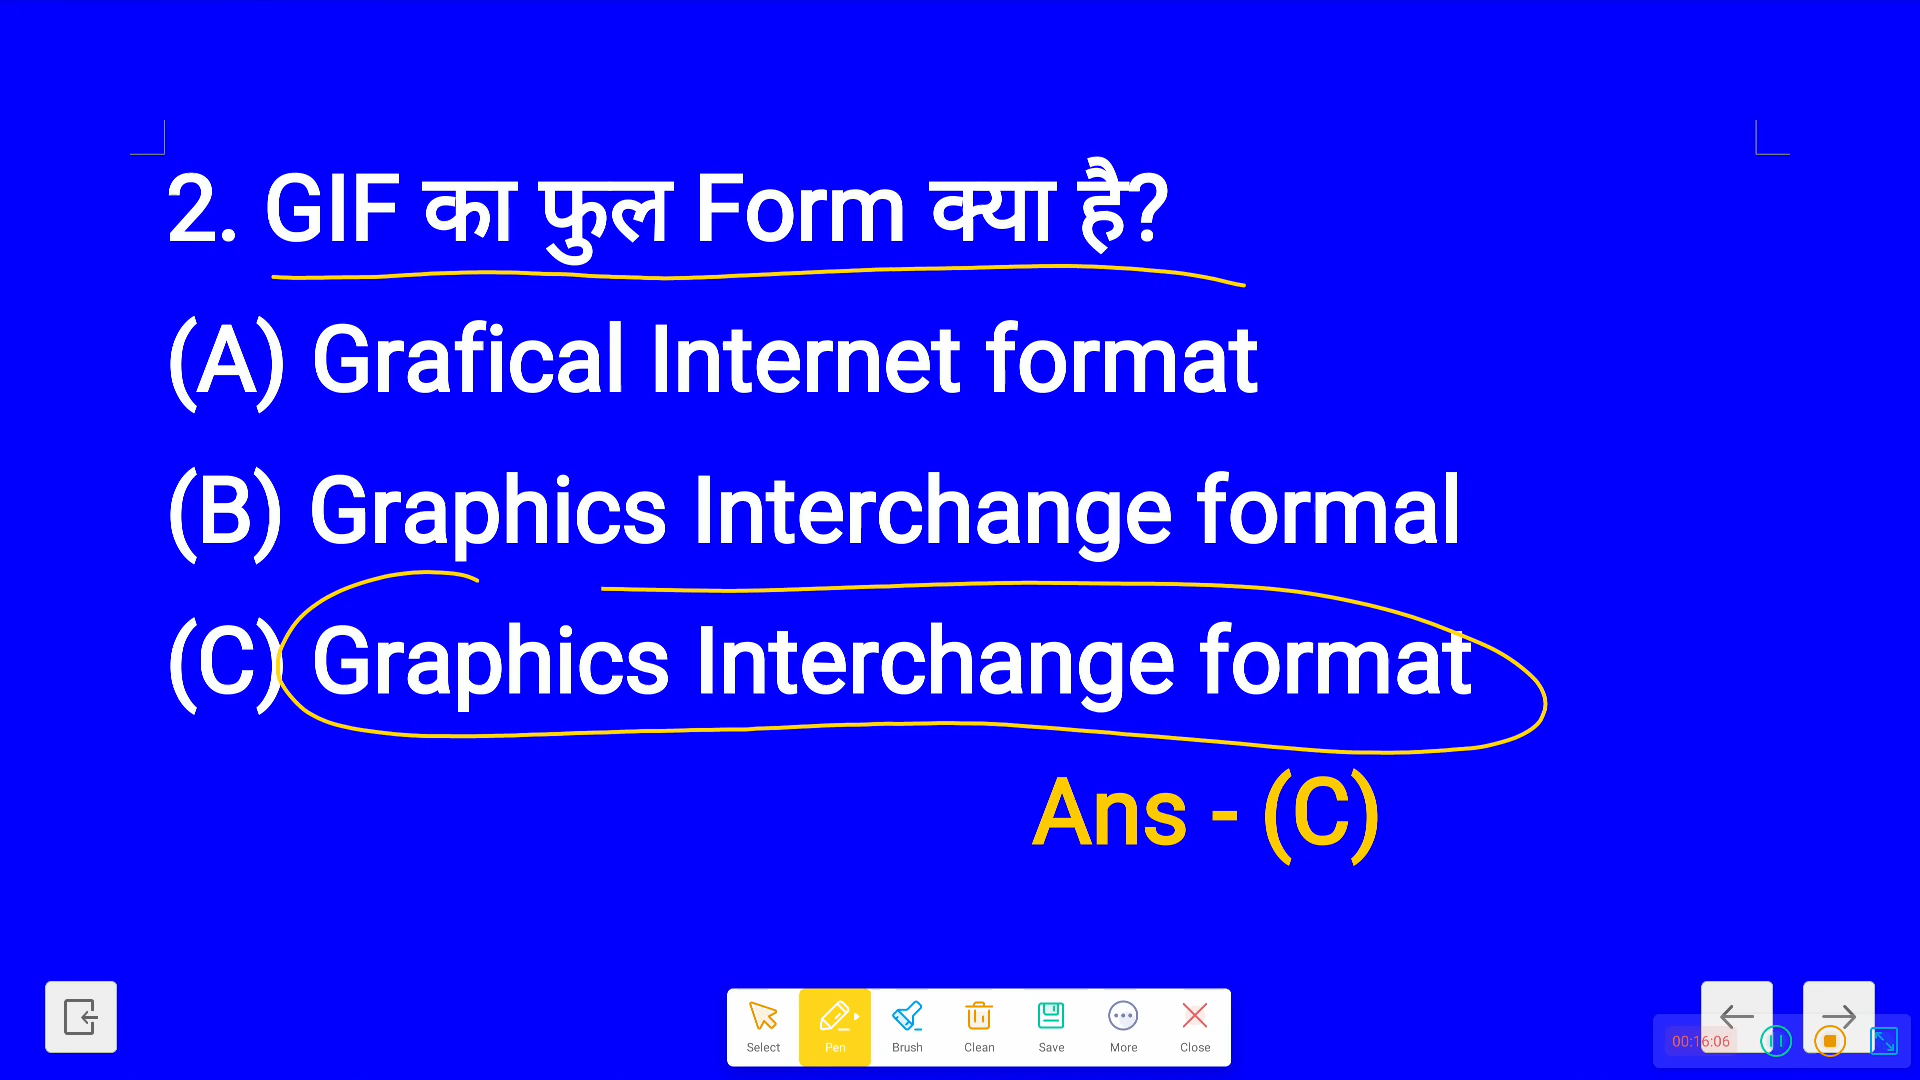 2. GIF का फुल Form क्या है?
(A) Grafical Internet format
(B) Graphics Interchange formal
(C) Graphics Interchange format
Ans - (C)
Select Pen Brush Clean Save More Close
00:16:06